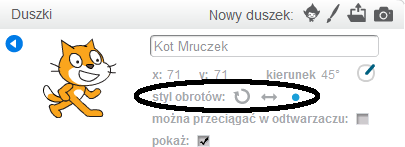 Duszki Nowy duszek:
Kot Mruczek
x: 71 y: 71 kierunek 45°
styl obrotów:
można przeciągać w odtwarzaczu:
pokaż: